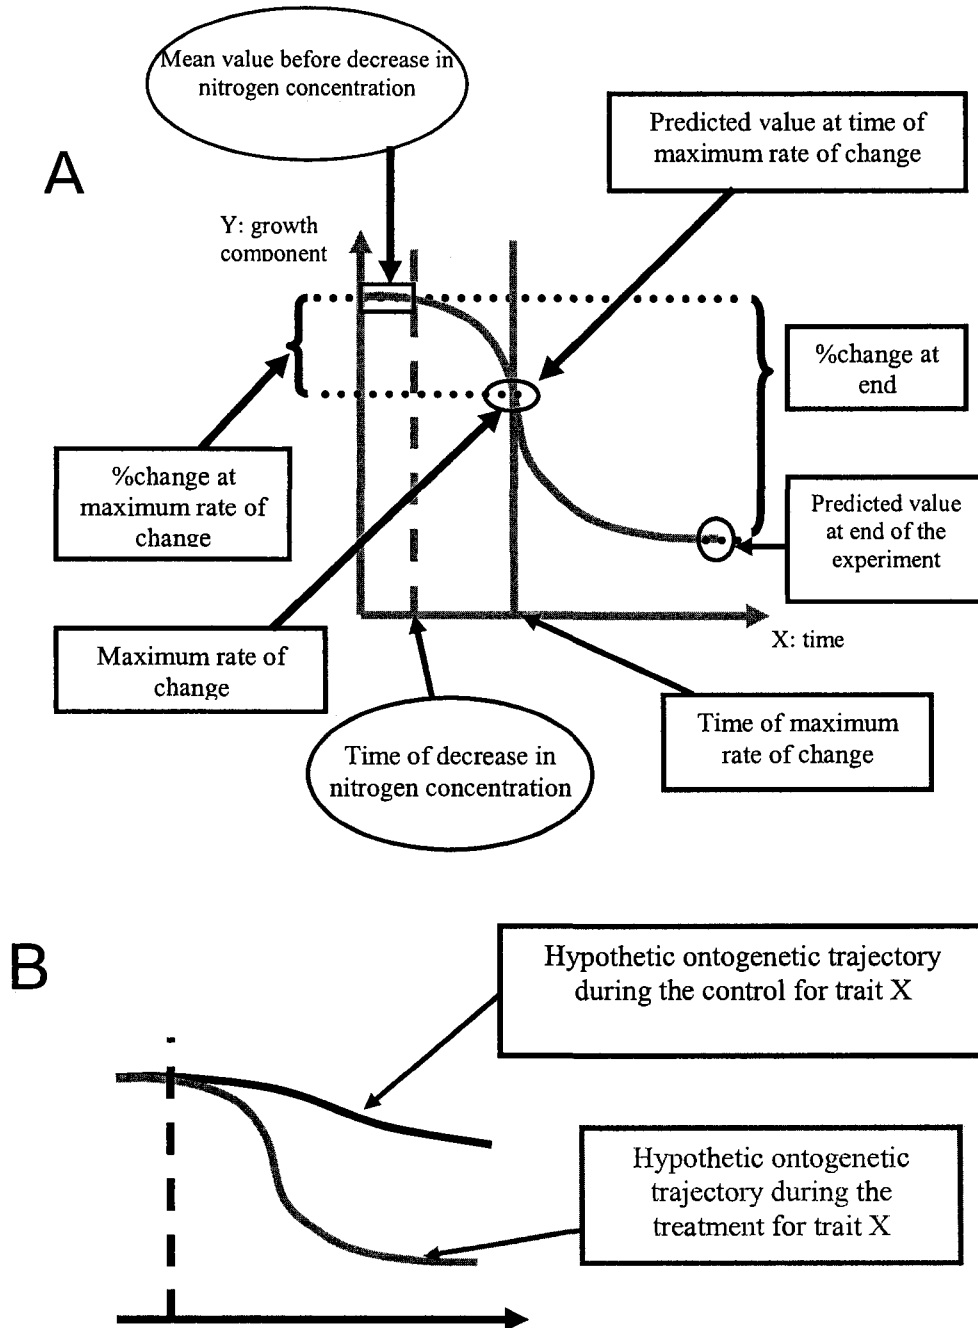 Mean value before decrease in
nitrogen concentration
A
Predicted value at time of
maximum rate of change
Y: growth
component
%change at
end
%change at
maximum rate of
change
Predicted value
at end of the
experiment
X: time
Maximum rate of
change
Time of decrease in
nitrogen concentration
Time of maximum
rate of change
B
Hypothetic ontogenetic trajectory
during the control for trait X
Hypothetic ontogenetic
trajectory during the
treatment for trait X